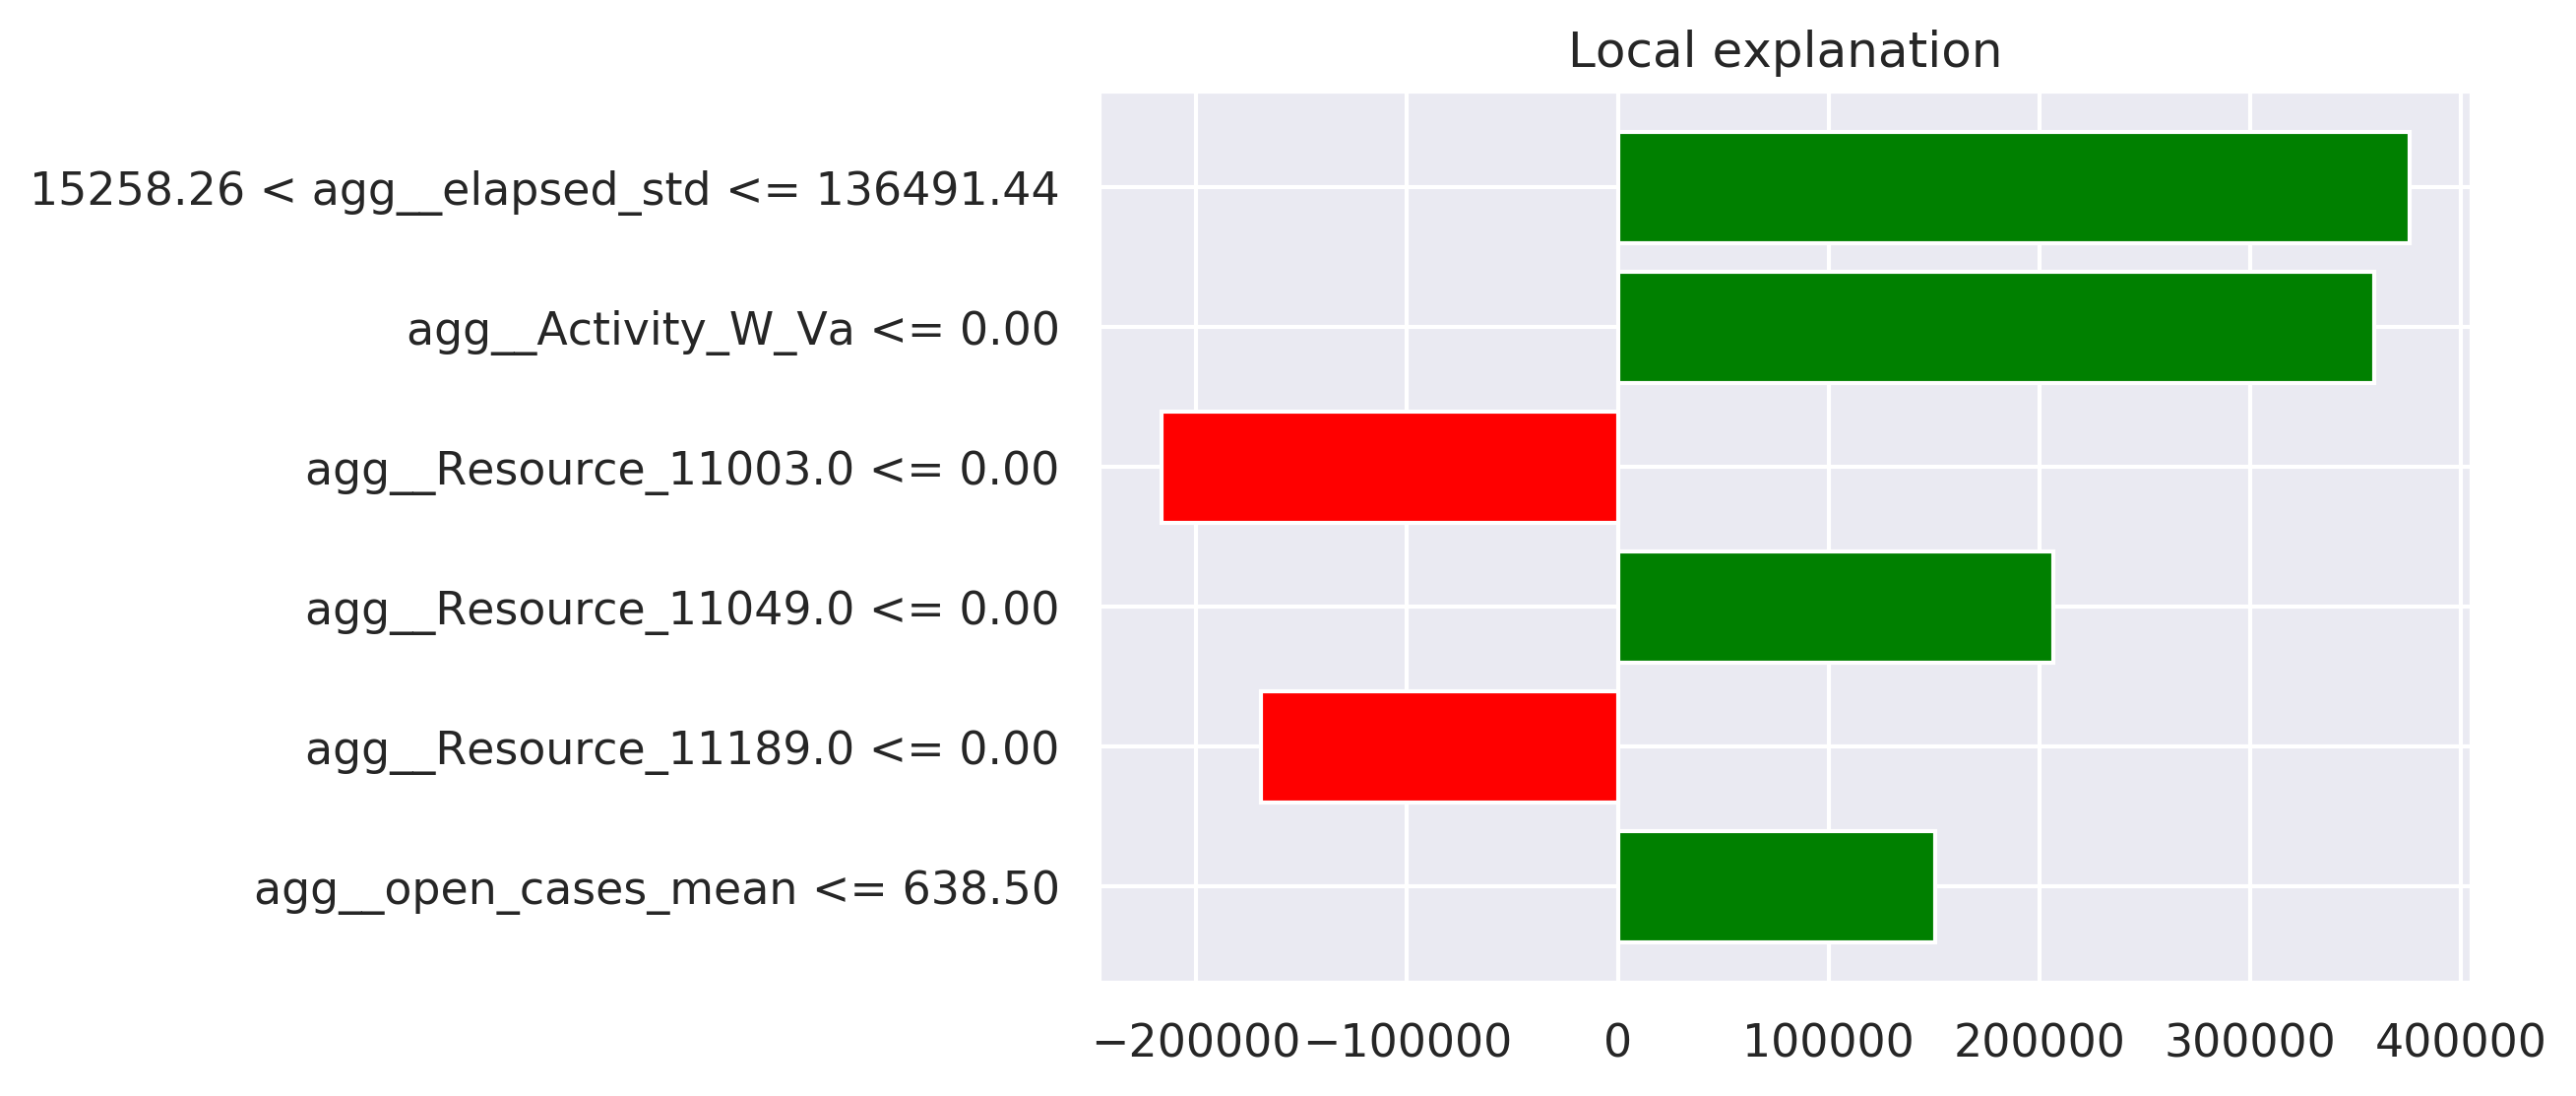 Local explanation
15258.26 < agg__elapsed_std <= 136491.44
agg__Activity_W_Va <= 0.00
agg__Resource_11003.0 <= 0.00
agg__Resource_11049.0 <= 0.00
agg__Resource_11189.0 <= 0.00
agg__open_cases_mean <= 638.50
−200000 −100000 0 100000 200000 300000 400000